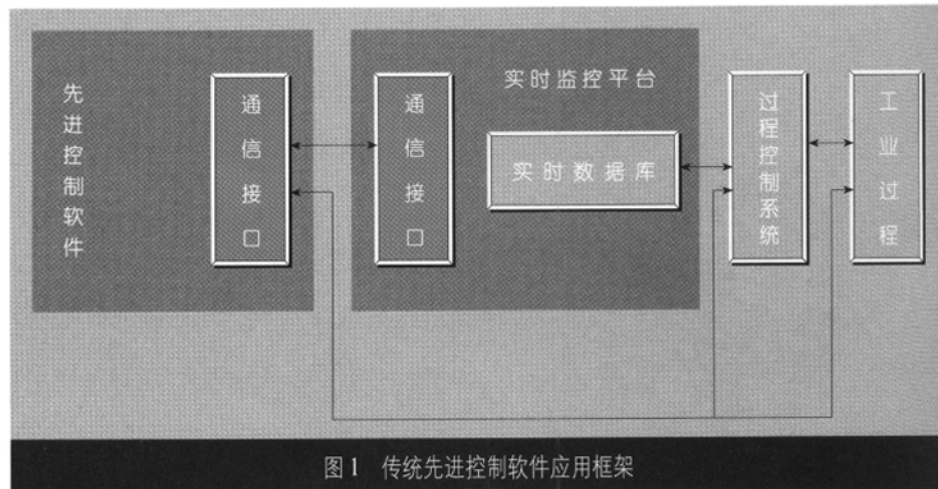 先进控制软件
通信接口
通信接口
实时监控平台
实时数据库
过程控制系统
工业过程
图1 传统先进控制软件应用框架